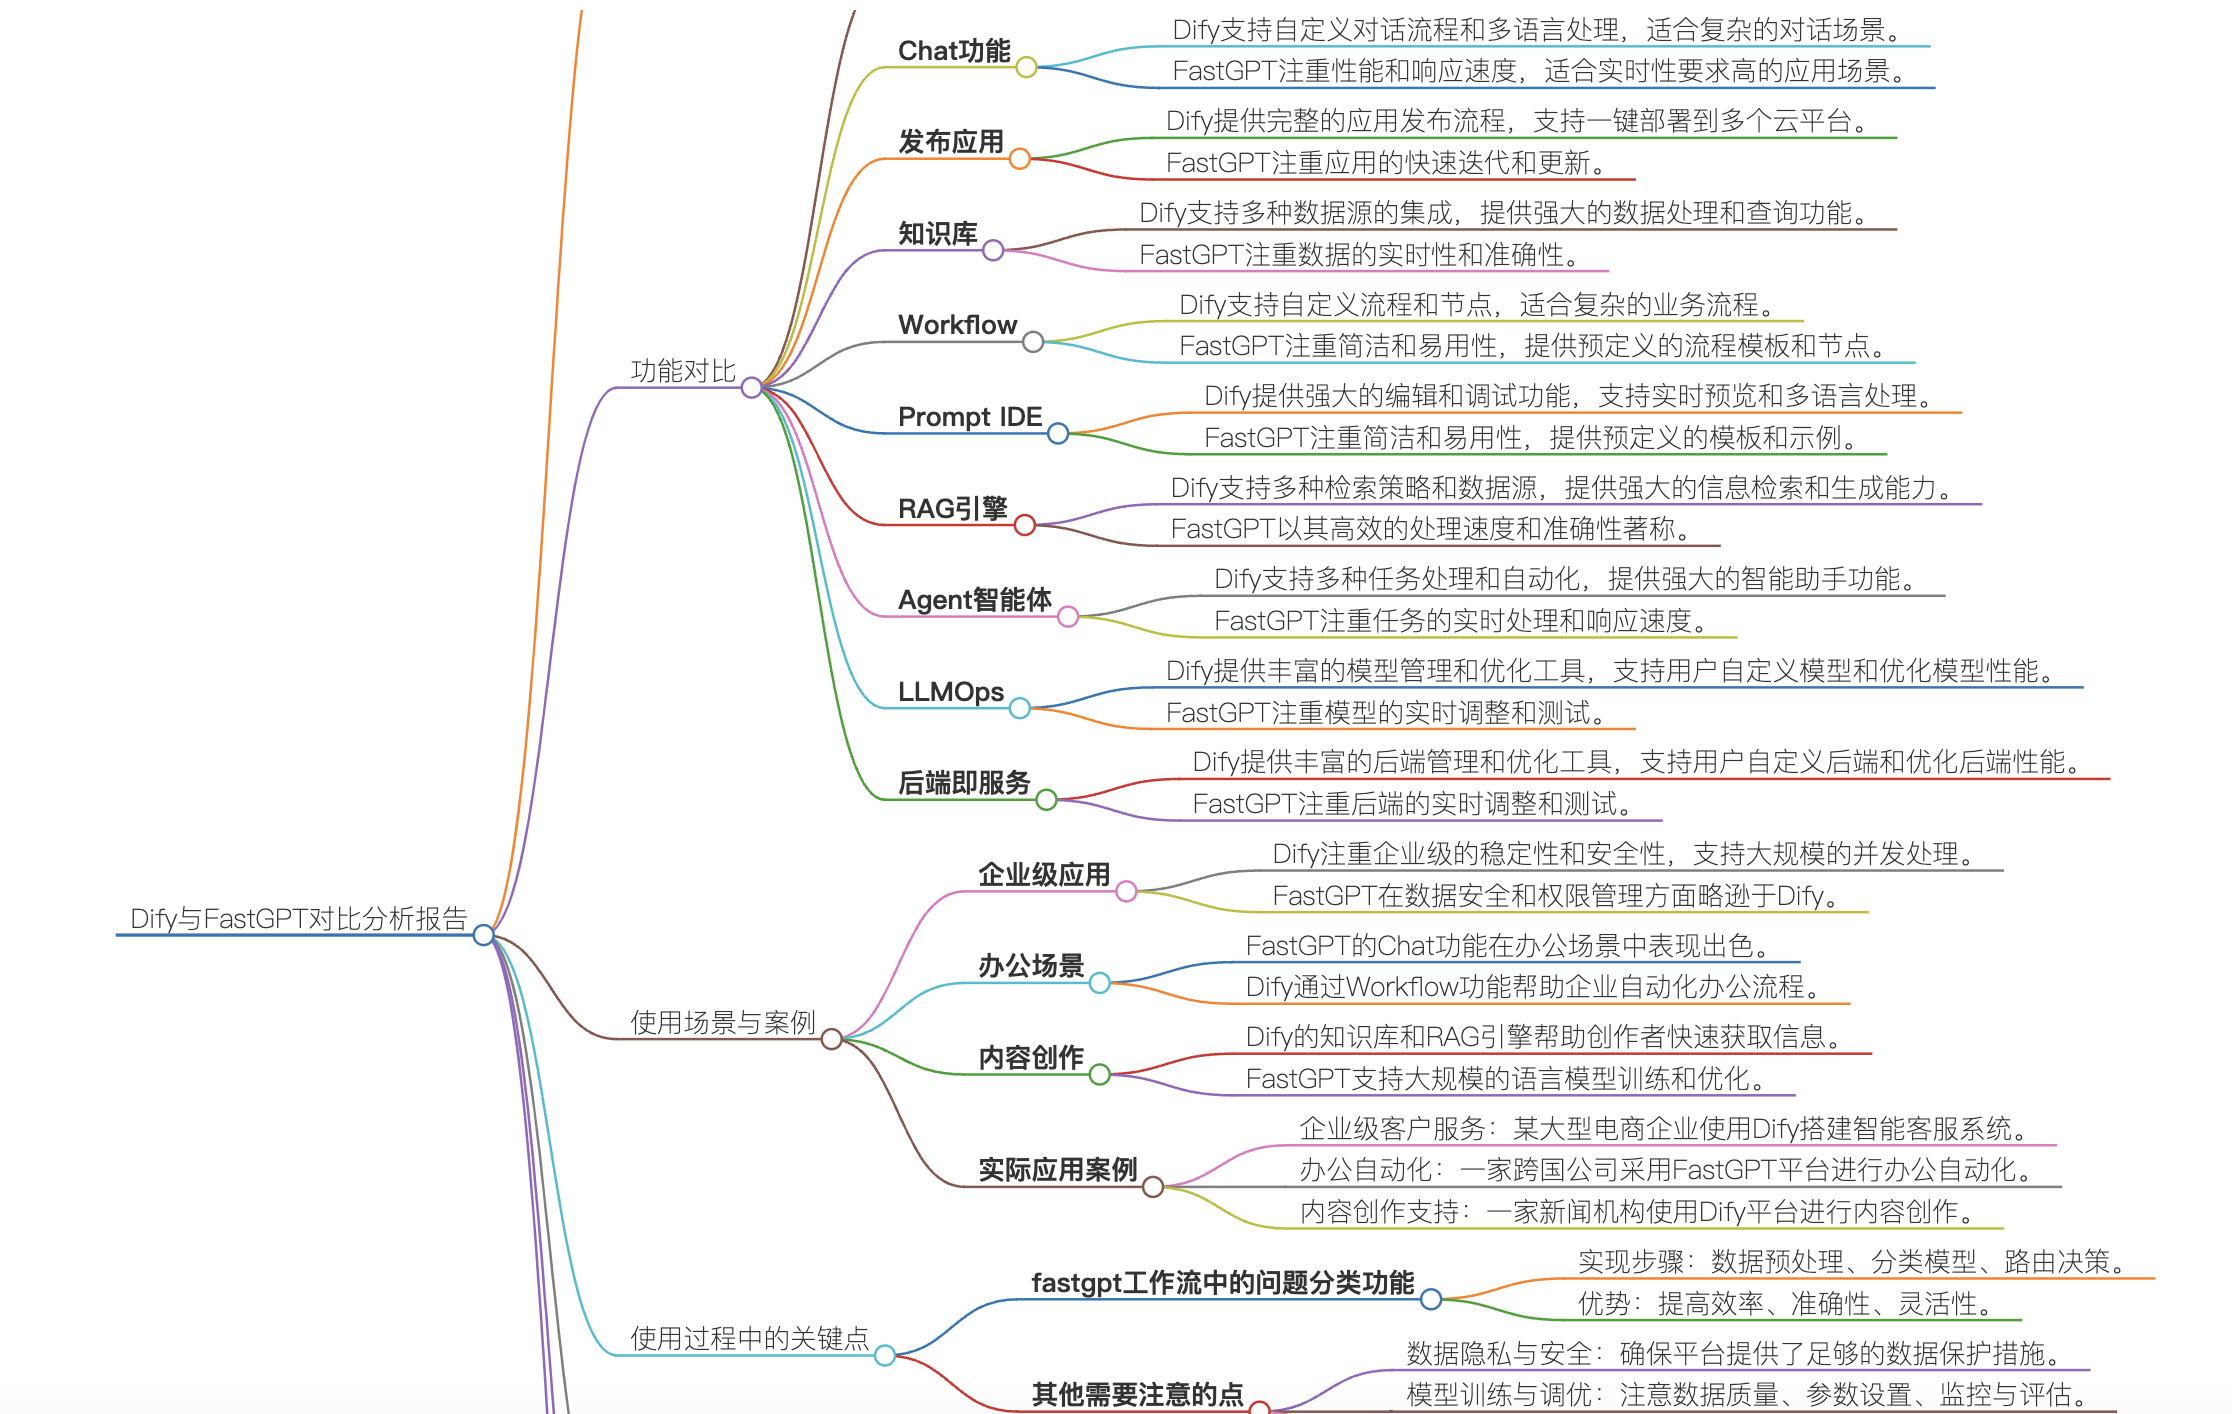 Dify与FastGPT对比分析报告
功能对比
Chat功能
Dify支持自定义对话流程和多语言处理，适合复杂的对话场景。
FastGPT注重性能和响应速度，适合实时性要求高的应用场景。
发布应用
Dify提供完整的应用发布流程，支持一键部署到多个云平台。
FastGPT注重应用的快速迭代和更新。
知识库
Dify支持多种数据源的集成，提供强大的数据处理和查询功能。
FastGPT注重数据的实时性和准确性。
Workflow
Dify支持自定义流程和节点，适合复杂的业务流程。
FastGPT注重简洁和易用性，提供预定义的流程模板和节点。
Prompt IDE
Dify提供强大的编辑和调试功能，支持实时预览和多语言处理。
FastGPT注重简洁和易用性，提供预定义的模板和示例。
RAG引擎
Dify支持多种检索策略和数据源，提供强大的信息检索和生成能力。
FastGPT以其高效的处理速度和准确性著称。
Agent智能体
Dify支持多种任务处理和自动化，提供强大的智能助手功能。
FastGPT注重任务的实时处理和响应速度。
LLMOps
Dify提供丰富的模型管理和优化工具，支持用户自定义模型和优化模型性能。
FastGPT注重模型的实时调整和测试。
后端即服务
Dify提供丰富的后端管理和优化工具，支持用户自定义后端和优化后端性能。
FastGPT注重后端的实时调整和测试。
使用场景与案例
企业级应用
Dify注重企业级的稳定性和安全性，支持大规模的并发处理。
FastGPT在数据安全和权限管理方面略逊于Dify。
办公场景
FastGPT的Chat功能在办公场景中表现出色。
Dify通过Workflow功能帮助企业自动化办公流程。
内容创作
Dify的知识库和RAG引擎帮助创作者快速获取信息。
FastGPT支持大规模的语言模型训练和优化。
实际应用案例
企业级客户服务：某大型电商企业使用Dify搭建智能客服系统。
办公自动化：一家跨国公司采用FastGPT平台进行办公自动化。
内容创作支持：一家新闻机构使用Dify平台进行内容创作。
使用过程中的关键点
fastgpt工作流中的问题分类功能
实现步骤：数据预处理、分类模型、路由决策。
优势：提高效率、准确性、灵活性。
其他需要注意的点
数据隐私与安全：确保平台提供了足够的数据保护措施。
模型训练与调优：注意数据质量、参数设置、监控与评估。